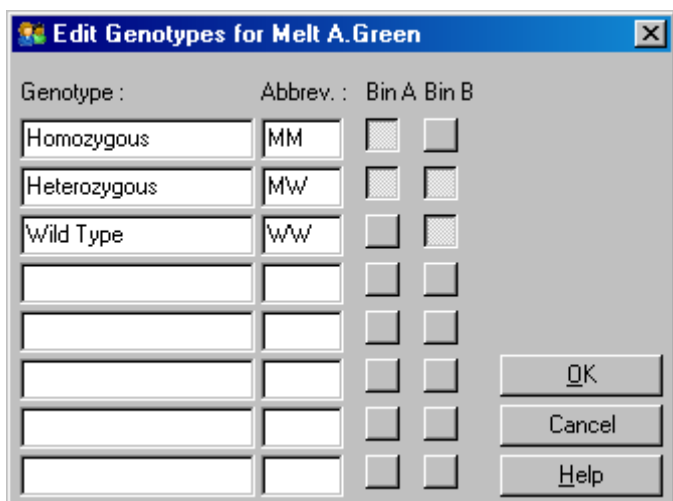 Edit Genotypes for Melt A.Green
Genotype : Abbrev. : Bin A Bin B
Homozygous MM
Heterozygous MW
Wild Type WW
OK
Cancel
Help